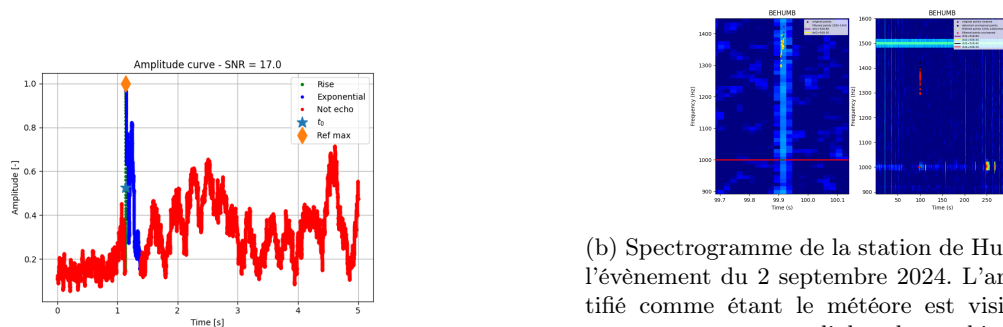 Amplitude curve - SNR = 17.0
Amplitude [-]
1.0
0.8
0.6
0.4
0.2
0
1
2
3
4
5
Time [s]
Rise
Exponential
Not echo
t0
Ref max
BEHUMB
Frequency (Hz)
1400
1300
1200
1100
1000
900
99.7
99.8
99.9
100.0
100.1
Time (s)
BEHUMB
Frequency (Hz)
1600
1500
1400
1300
1200
1100
1000
900
50
100
150
200
250
Time (s)
(b) Spectrogramme de la station de Hu
l'évènement du 2 septembre 2024. L'a
tifié comme étant le météore est visi